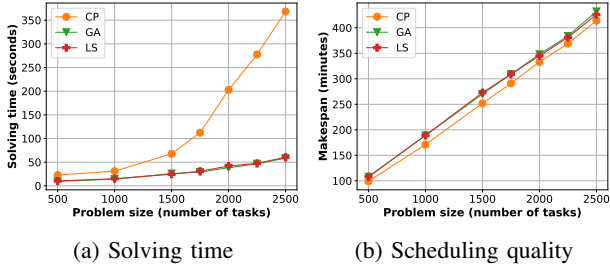 CP
GA
LS
350
300
250
200
150
100
50
0
Solving time (seconds)
500 1000 1500 2000 2500
Problem size (number of tasks)
(a) Solving time
CP
GA
LS
400
350
300
250
200
150
100
Makespan (minutes)
500 1000 1500 2000 2500
Problem size (number of tasks)
(b) Scheduling quality